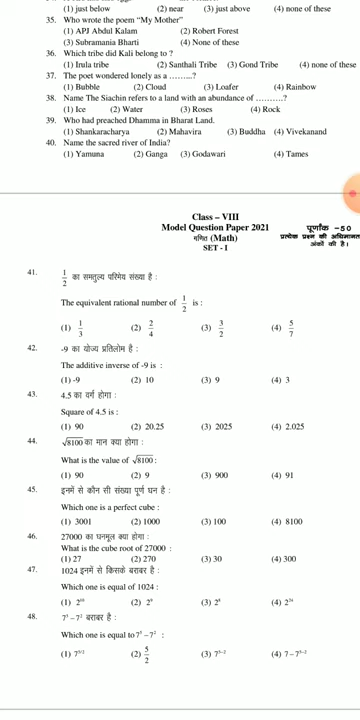 (1) just below (2) near (3) just above (4) none of these
35. Who wrote the poem “My Mother”
(1) APJ Abdul Kalam (2) Robert Forest
(3) Subramania Bharti (4) None of these
36. Which tribe did Kali belong to ?
(1) Irula tribe (2) Santhali Tribe (3) Gond Tribe (4) none of these
37. The poet wondered lonely as a ………?
(1) Bubble (2) Cloud (3) Loafer (4) Rainbow
38. Name The Siachin refers to a land with an abundance of ……….?
(1) Ice (2) Water (3) Roses (4) Rock
39. Who had preached Dhamma in Bharat Land.
(1) Shankaracharya (2) Mahavira (3) Buddha (4) Vivekanand
40. Name the sacred river of India?
(1) Yamuna (2) Ganga (3) Godawari (4) Tames
Class – VIII
Model Question Paper 2021
गणित (Math)
SET - I
पूर्णांक -50
प्रत्येक प्रश्न की अधिमानता
अंकों की है।
41. 1/2 का समतुल्य परिमेय संख्या है :
The equivalent rational number of 1/2 is :
(1) 1/3 (2) 2/4 (3) 3/2 (4) 5/7
42. -9 का योज्य प्रतिलोम है :
The additive inverse of -9 is :
(1) -9 (2) 10 (3) 9 (4) 3
43. 4.5 का वर्ग होगा :
Square of 4.5 is :
(1) 90 (2) 20.25 (3) 2025 (4) 2.025
44. √8100 का मान क्या होगा :
What is the value of √8100 :
(1) 90 (2) 9 (3) 900 (4) 91
45. इनमें से कौन सी संख्या पूर्ण घन है :
Which one is a perfect cube :
(1) 3001 (2) 1000 (3) 100 (4) 8100
46. 27000 का घनमूल क्या होगा :
What is the cube root of 27000 :
(1) 27 (2) 270 (3) 30 (4) 300
47. 1024 इनमें से किसके बराबर है :
Which one is equal of 1024 :
(1) 2¹⁰ (2) 2⁹ (3) 2⁸ (4) 2²⁴
48. 7⁵ – 7² बराबर है :
Which one is equal to 7⁵ – 7² :
(1) 7⁵/² (2) 5/2 (3) 7⁵⁻² (4) 7 – 7⁵⁻²